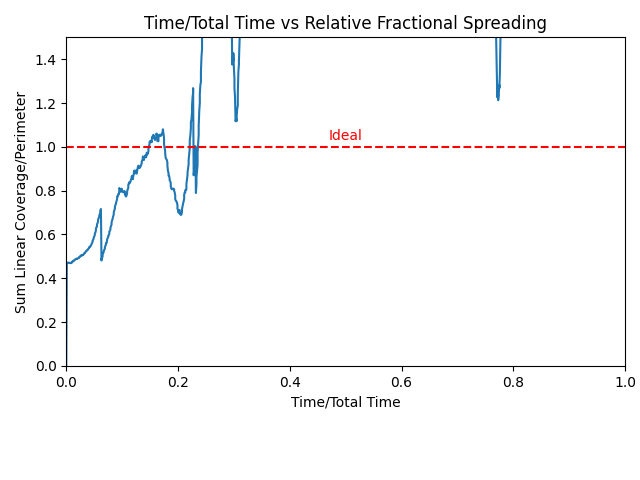 Time/Total Time vs Relative Fractional Spreading
Sum Linear Coverage/Perimeter
1.4
1.2
1.0
0.8
0.6
0.4
0.2
0.0
Ideal
0.0 0.2 0.4 0.6 0.8 1.0
Time/Total Time